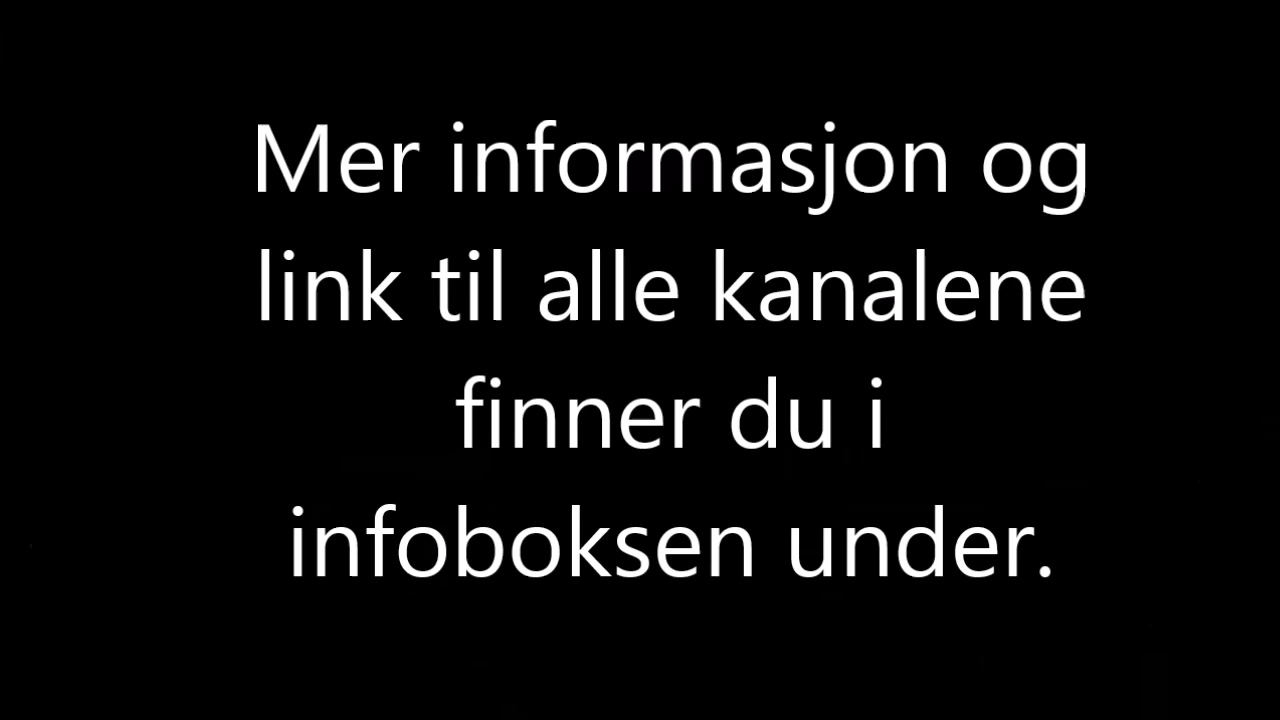 Mer informasjon og
link til alle kanalene
finner du i
infoboksen under.